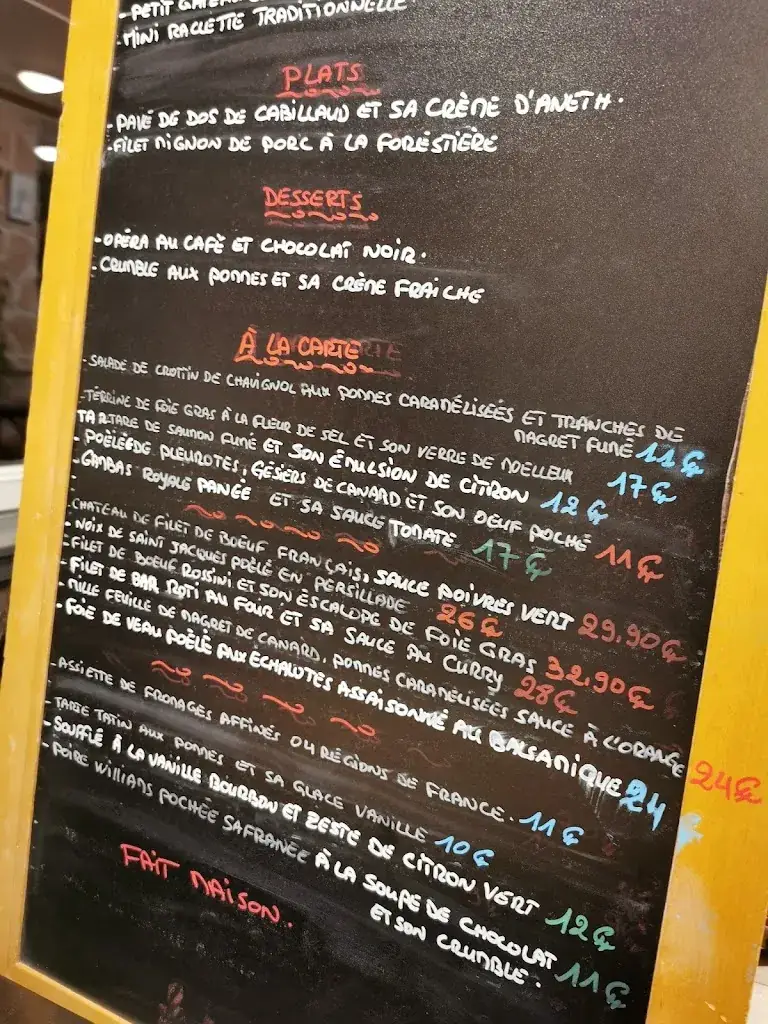 - PETIT
- MINI RACLETTE TRADITIONNELLE
PLATS
- PAVÉ DE DOS DE CABILLAUD ET SA CRÈME D'ANETH.
- FILET MIGNON DE PORC À LA FORESTIÈRE
DESSERTS
- OPÉRA AU CAFÈ ET CHOCOLAT NOIR.
- CRUMBLE AUX POMMES ET SA CRÈME FRAICHE
À LA CARTE
- SALADE DE CROTTIN DE CHAVIGNOL AUX POMMES CARAMÉLISÉES ET TRANCHES DE
MAGRET FUMÉ 11€
- TERRINE DE FOIE GRAS À LA FLEUR DE SEL ET SON VERRE DE MOELLEUX 17€
TARTARE DE SAUMON FUMÉ ET SON ÉMULSION DE CITRON 12€
- POÊLÉE DE PLEUROTES, GÉSIERS DE CANARD ET SON OEUF POCHÉ 11€
- GAMBAS ROYALE PANÉE ET SA SAUCE TOMATE 17€
- CHATEAU DE FILET DE BOEUF FRANÇAIS, SAUCE POIVRES VERT 29,90€
- NOIX DE SAINT JACQUES POÊLÉ EN PERSILLADE 26€
- FILET DE BOEUF ROSSINI ET SON ESCALOPE DE FOIE GRAS 32,90€
- FILET DE BAR ROTI AU FOUR ET SA SAUCE AU CURRY 28€
- MILLE FEUILLE DE MAGRET DE CANARD, POMMES CARAMÉLISÉES SAUCE À L'ORANGE 24€
- FOIE DE VEAU POÊLÉ AUX ÉCHALOTES ASSAISONNÉ AU BALSAMIQUE 24€
- ASSIETTE DE FROMAGES AFFINÉS 04 RÉGIONS DE FRANCE. 11€
- TARTE TATIN AUX POMMES ET SA GLACE VANILLE 10€
- SOUFFLÉ À LA VANILLE BOURBON ET ZESTE DE CITRON VERT 12€
- POIRE WILLIAMS POCHÉE SAFRANÉE À LA SOUPE DE CHOCOLAT
ET SON CRUMBLE. 11€
FAIT MAISON.